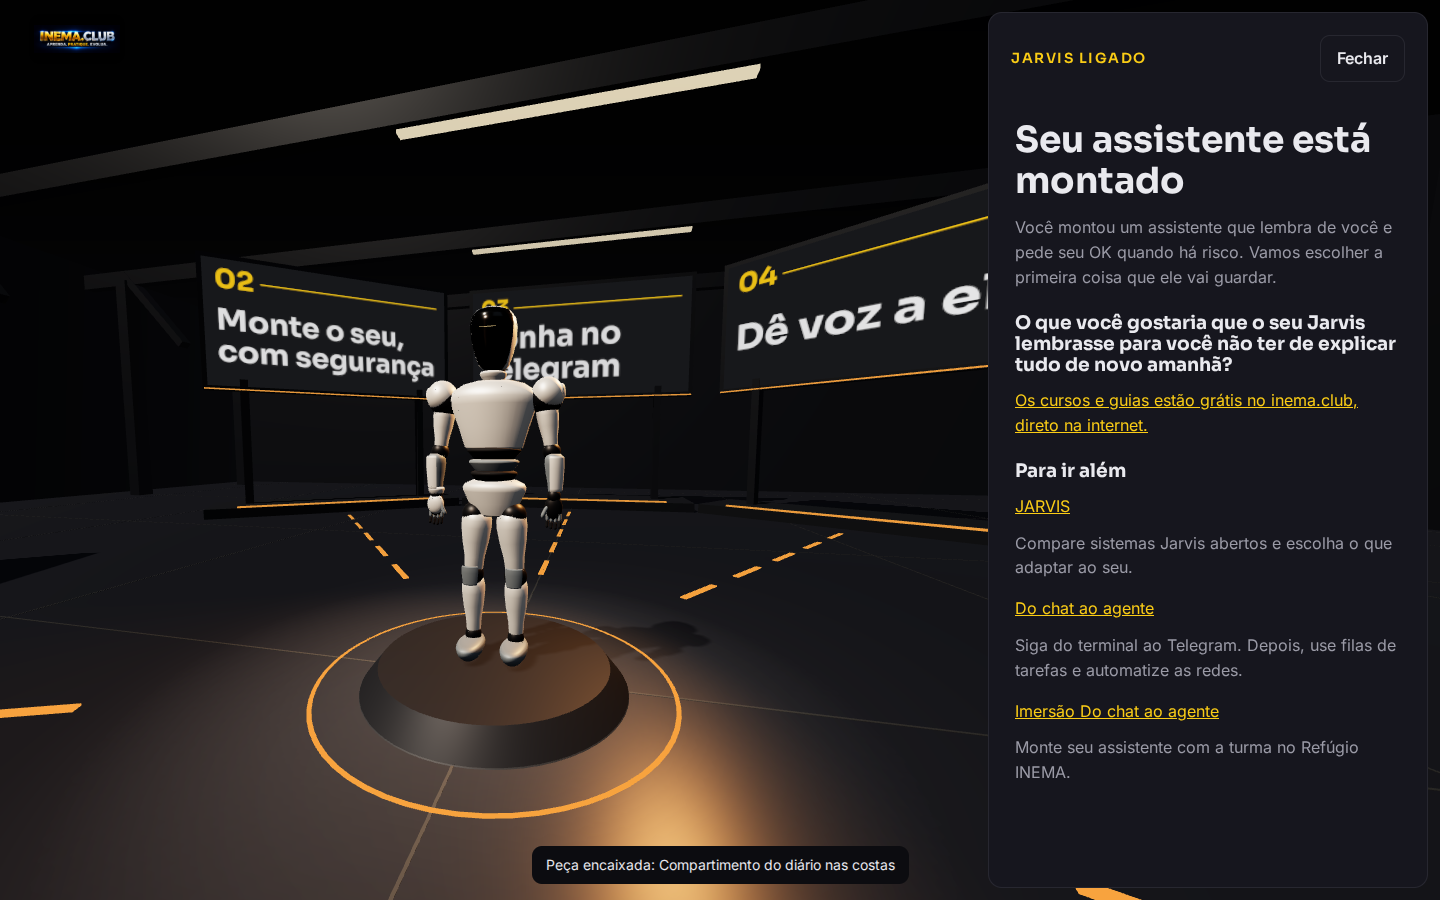 INEMA.CLUB
APRENDA. PRATIQUE. EVOLUA.
JARVIS LIGADO
Fechar
Seu assistente está
montado
Você montou um assistente que lembra de você e
pede seu OK quando há risco. Vamos escolher a
primeira coisa que ele vai guardar.
O que você gostaria que o seu Jarvis
lembrasse para você não ter de explicar
tudo de novo amanhã?
Os cursos e guias estão grátis no inema.club,
direto na internet.
Para ir além
JARVIS
Compare sistemas Jarvis abertos e escolha o que
adaptar ao seu.
Do chat ao agente
Siga do terminal ao Telegram. Depois, use filas de
tarefas e automatize as redes.
Imersão Do chat ao agente
Monte seu assistente com a turma no Refúgio
INEMA.
02
Monte o seu,
com segurança
03
nha no
elegram
04
Dê voz a el
Peça encaixada: Compartimento do diário nas costas